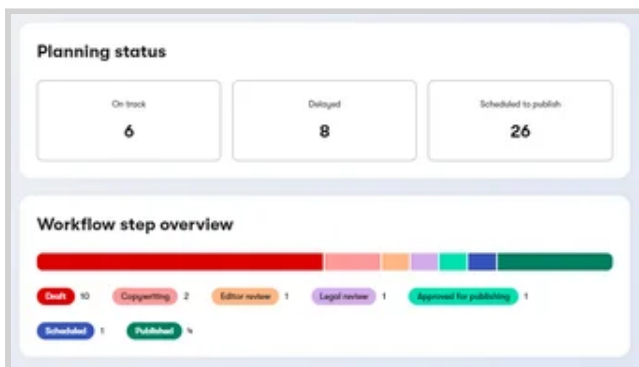 Planning status
On track Delayed Scheduled to publish
6 8 26
Workflow step overview
Draft 10 Copywriting 2 Editor review 1 Legal review 1 Approved for publishing 1
Scheduled 1 Published 4